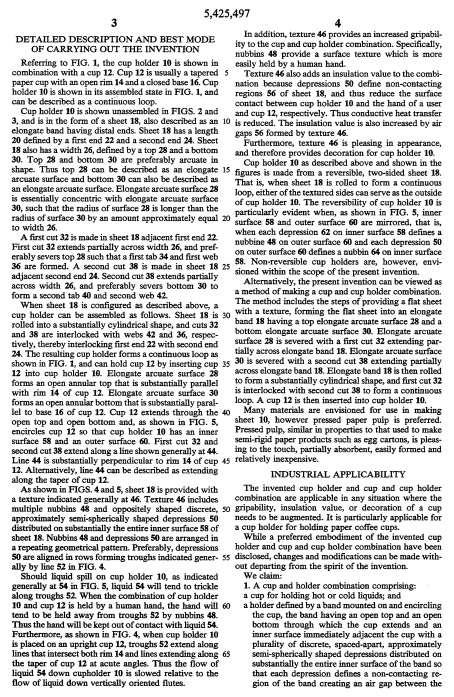 5,425,497
3
DETAILED DESCRIPTION AND BEST MODE
OF CARRYING OUT THE INVENTION
Referring to FIG. 1, the cup holder 10 is shown in
combination with a cup 12. Cup 12 is usually a tapered 5
paper cup with an open rim 14 and a closed base 16. Cup
holder 10 is shown in its assembled state in FIG. 1, and
can be described as a continuous loop.
Cup holder 10 is shown unassembled in FIGS. 2 and
3, and is in the form of a sheet 18, also described as an 10
elongate band having distal ends. Sheet 18 has a length
20 defined by a first end 22 and a second end 24. Sheet
18 also has a width 26, defined by a top 28 and a bottom
30. Top 28 and bottom 30 are preferably arcuate in
shape. Thus top 28 can be described as an elongate 15
arcuate surface and bottom 30 can also be described as
an elongate arcuate surface. Elongate arcuate surface 28
is essentially concentric with elongate arcuate surface
30, such that the radius of surface 28 is longer than the
radius of surface 30 by an amount approximately equal 20
to width 26.
A first cut 32 is made in sheet 18 adjacent first end 22.
First cut 32 extends partially across width 26, and pref-
erably severs top 28 such that a first tab 34 and first web
36 are formed. A second cut 38 is made in sheet 18 25
adjacent second end 24. Second cut 38 extends partially
across width 26, and preferably severs bottom 30 to
form a second tab 40 and second web 42.
When sheet 18 is configured as described above, a
cup holder can be assembled as follows. Sheet 18 is 30
rolled into a substantially cylindrical shape, and cuts 32
and 38 are interlocked with webs 42 and 36, respec-
tively, thereby interlocking first end 22 with second end
24. The resulting cup holder forms a continuous loop as
shown in FIG. 1, and can hold cup 12 by inserting cup 35
12 into cup holder 10. Elongate arcuate surface 28
forms an open annular top that is substantially parallel
with rim 14 of cup 12. Elongate arcuate surface 30
forms an open annular bottom that is substantially paral-
lel to base 16 of cup 12. Cup 12 extends through the 40
open top and open bottom and, as shown in FIG. 5,
encircles cup 12 so that cup holder 10 has an inner
surface 58 and an outer surface 60. First cut 32 and
second cut 38 extend along a line shown generally at 44.
Line 44 is substantially perpendicular to rim 14 of cup 45
12. Alternatively, line 44 can be described as extending
along the taper of cup 12.
As shown in FIGS. 4 and 5, sheet 18 is provided with
a texture indicated generally at 46. Texture 46 includes
multiple nubbins 48 and oppositely shaped discrete, 50
approximately semi-spherically shaped depressions 50
distributed on substantially the entire inner surface 58 of
sheet 18. Nubbins 48 and depressions 50 are arranged in
a repeating geometrical pattern. Preferably, depressions
50 are aligned in rows forming troughs indicated gener- 55
ally by line 52 in FIG. 4.
Should liquid spill on cup holder 10, as indicated
generally at 54 in FIG. 5, liquid 54 will tend to trickle
along troughs 52. When the combination of cup holder
10 and cup 12 is held by a human hand, the hand will 60
tend to be held away from troughs 52 by nubbins 48.
Thus the hand will be kept out of contact with liquid 54.
Furthermore, as shown in FIG. 4, when cup holder 10
is placed on an upright cup 12, troughs 52 extend along
lines that intersect both rim 14 and lines extending along 65
the taper of cup 12 at acute angles. Thus the flow of
liquid 54 down cupholder 10 is slowed relative to the
flow of liquid down vertically oriented flutes.
4
In addition, texture 46 provides an increased gripabil-
ity to the cup and cup holder combination. Specifically,
nubbins 48 provide a surface texture which is more
easily held by a human hand.
Texture 46 also adds an insulation value to the combi-
nation because depressions 50 define non-contacting
regions 56 of sheet 18, and thus reduce the surface
contact between cup holder 10 and the hand of a user
and cup 12, respectively. Thus conductive heat transfer
is reduced. The insulation value is also increased by air
gaps 56 formed by texture 46.
Furthermore, texture 46 is pleasing in appearance,
and therefore provides decoration for cup holder 10.
Cup holder 10 as described above and shown in the
figures is made from a reversible, two-sided sheet 18.
That is, when sheet 18 is rolled to form a continuous
loop, either of the textured sides can serve as the outside
of cup holder 10. The reversibility of cup holder 10 is
particularly evident when, as shown in FIG. 5, inner
surface 58 and outer surface 60 are mirrored, that is,
when each depression 62 on inner surface 58 defines a
nubbine 48 on outer surface 60 and each depression 50
on outer surface 60 defines a nubbin 64 on inner surface
58. Non-reversible cup holders are, however, envi-
sioned within the scope of the present invention.
Alternatively, the present invention can be viewed as
a method of making a cup and cup holder combination.
The method includes the steps of providing a flat sheet
with a texture, forming the flat sheet into an elongate
band 18 having a top elongate arcuate surface 28 and a
bottom elongate arcuate surface 30. Elongate arcuate
surface 28 is severed with a first cut 32 extending par-
tially across elongate band 18. Elongate arcuate surface
30 is severed with a second cut 38 extending partially
across elongate band 18. Elongate band 18 is then rolled
to form a substantially cylindrical shape, and first cut 32
is interlocked with second cut 38 to form a continuous
loop. A cup 12 is then inserted into cup holder 10.
Many materials are envisioned for use in making
sheet 10, however pressed paper pulp is preferred.
Pressed pulp, similar in properties to that used to make
semi-rigid paper products such as egg cartons, is pleas-
ing to the touch, partially absorbent, easily formed and
relatively inexpensive.
INDUSTRIAL APPLICABILITY
The invented cup holder and cup and cup holder
combination are applicable in any situation where the
gripability, insulation value, or decoration of a cup
needs to be augmented. It is particularly applicable for
a cup holder for holding paper coffee cups.
While a preferred embodiment of the invented cup
holder and cup and cup holder combination have been
disclosed, changes and modifications can be made with-
out departing from the spirit of the invention.
We claim:
1. A cup and holder combination comprising:
a cup for holding hot or cold liquids; and
a holder defined by a band mounted on and encircling
the cup, the band having an open top and an open
bottom through which the cup extends and an
inner surface immediately adjacent the cup with a
plurality of discrete, spaced-apart, approximately
semi-spherically shaped depressions distributed on
substantially the entire inner surface of the band so
that each depression defines a non-contacting re-
gion of the band creating an air gap between the